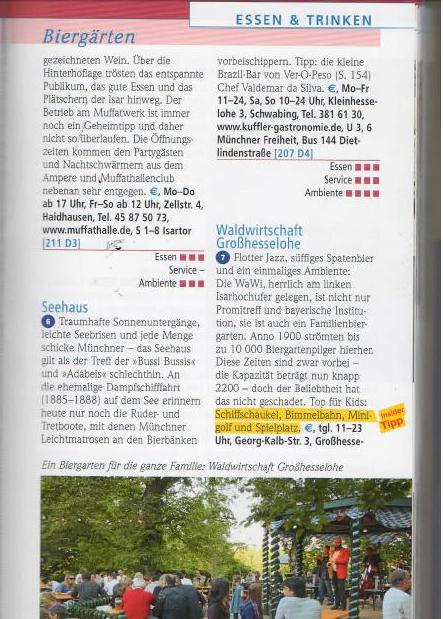 ESSEN & TRINKEN
Biergärten
gezeichneten Wein. Über die
Hinterhoflage trösten das entspannte
Publikum, das gute Essen und das
Plätschern der Isar hinweg. Der
Betrieb am Muffatwerk ist immer
noch ein Geheimtipp und daher
nicht so überlaufen. Die Öffnungs-
zeiten kommen den Partygästen
und Nachtschwärmern aus dem
Ampere und Muffathallenclub
nebenan sehr entgegen. €, Mo–Do
ab 17 Uhr, Fr–So ab 12 Uhr, Zellstr. 4,
Haidhausen, Tel. 45 87 50 73,
www.muffathalle.de, S 1–8 Isartor
[211 D3]
Essen
Service –
Ambiente
Seehaus
6 Traumhafte Sonnenuntergänge,
leichte Seebrisen und jede Menge
schicke Münchner – das Seehaus
gilt als der Treff der »Bussi Bussis«
und »Adabeis« schlechthin. An
die ehemalige Dampfschifffahrt
(1885–1888) auf dem See erinnern
heute nur noch die Ruder- und
Tretboote, mit denen Münchner
Leichtmatrosen an den Bierbänken
vorbeischippern. Tipp: die kleine
Brazil-Bar von Ver-O-Peso (S. 154)
Chef Valdemar da Silva. €, Mo–Fr
11–24, Sa, So 10–24 Uhr, Kleinhesse-
lohe 3, Schwabing, Tel. 381 61 30,
www.kuffler-gastronomie.de, U 3, 6
Münchner Freiheit, Bus 144 Diet-
lindenstraße [207 D4]
Essen
Service
Ambiente
Waldwirtschaft
Großhesselohe
7 Flotter Jazz, süffiges Spatenbier
und ein einmaliges Ambiente:
Die WaWi, herrlich am linken
Isarhochufer gelegen, ist nicht nur
Promitreff und bayerische Institu-
tion, sie ist auch ein Familienbier-
garten. Anno 1900 strömten bis
zu 10 000 Biergartenpilger hierher.
Diese Zeiten sind zwar vorbei –
die Kapazität beträgt nun knapp
2200 – doch der Beliebtheit hat
das nicht geschadet. Top für Kids:
Schiffschaukel, Bimmelbahn, Mini-
golf und Spielplatz. €, tgl. 11–23
Uhr, Georg-Kalb-Str. 3, Großhesse-
Insider
Tipp
Ein Biergarten für die ganze Familie: Waldwirtschaft Großhesselohe